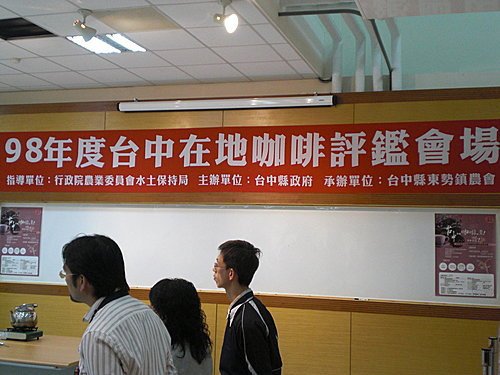 98年度台中在地咖啡評鑑會場
指導單位：行政院農業委員會水土保持局 主辦單位：台中縣政府 承辦單位：台中縣東勢鎮農會